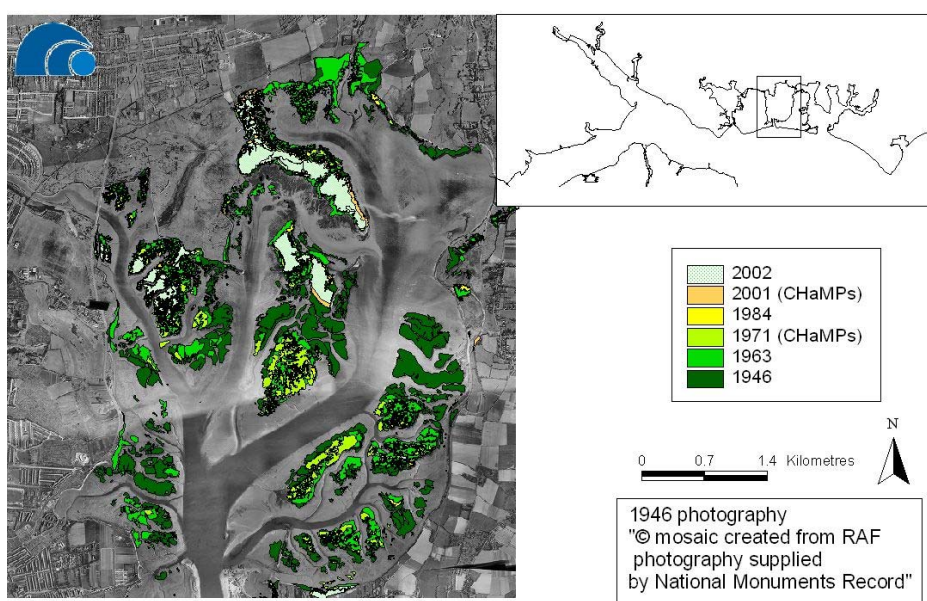 2002
2001 (CHaMPs)
1984
1971 (CHaMPs)
1963
1946
N
0 0.7 1.4 Kilometres
1946 photography
"© mosaic created from RAF
photography supplied
by National Monuments Record"